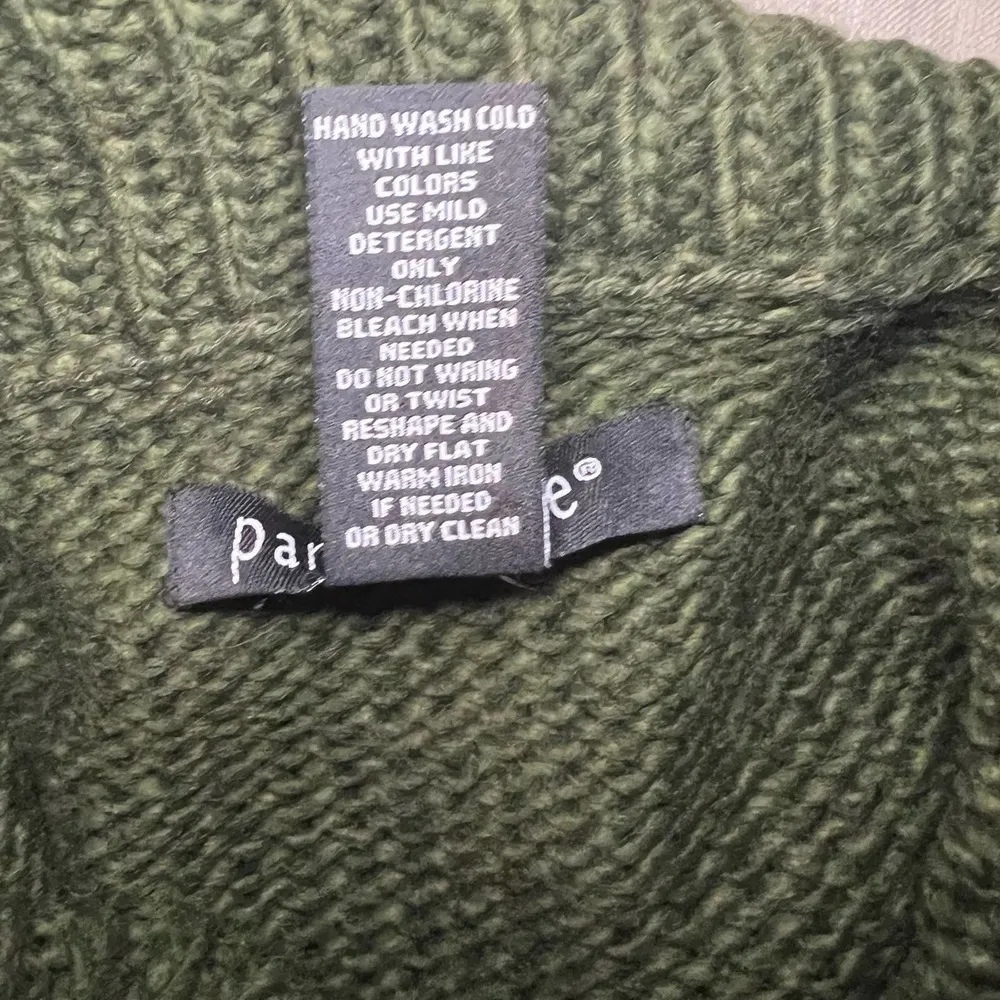 HAND WASH COLD
WITH LIKE
COLORS
USE MILD
DETERGENT
ONLY
NON-CHLORINE
BLEACH WHEN
NEEDED
DO NOT WRING
OR TWIST
RESHAPE AND
DRY FLAT
WARM IRON
IF NEEDED
OR DRY CLEAN